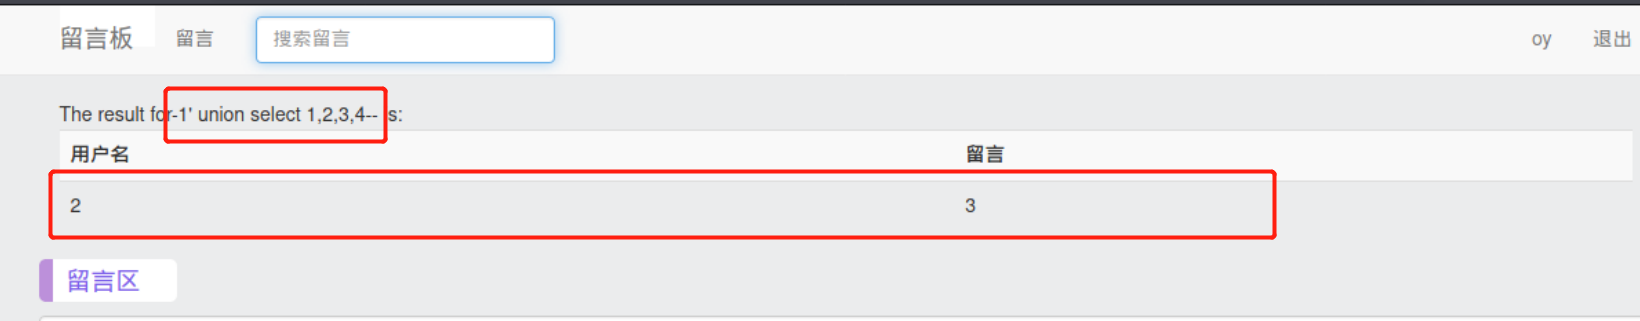 留言板 留言 搜索留言 oy 退出
The result for-1' union select 1,2,3,4-- s:
用户名 留言
2 3
留言区